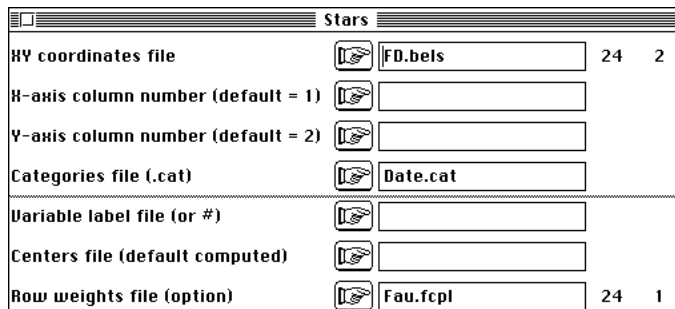 Stars
XY coordinates file FD.bels 24 2
X-axis column number (default = 1)
Y-axis column number (default = 2)
Categories file (.cat) Date.cat
Variable label file (or #)
Centers file (default computed)
Row weights file (option) Fau.fcpl 24 1